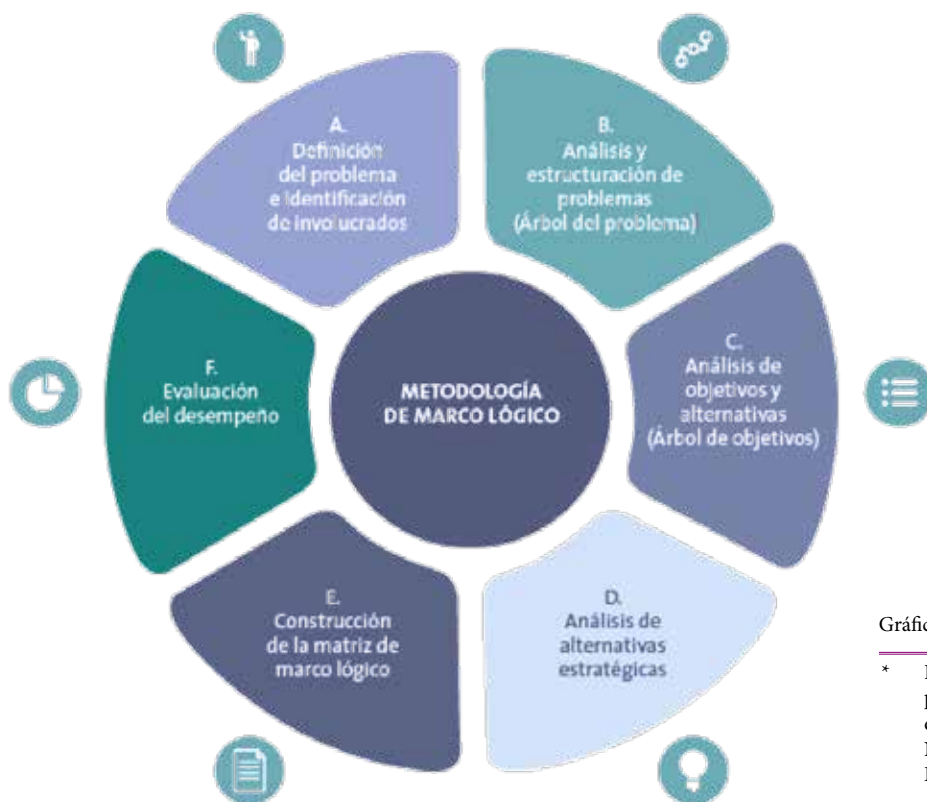 A.
Definición
del problema
e identificación
de involucrados
B.
Análisis y
estructuración de
problemas
(Árbol del problema)
C.
Análisis de
objetivos y
alternativas
(Árbol de objetivos)
D.
Análisis de
alternativas
estratégicas
E.
Construcción
de la matriz de
marco lógico
F.
Evaluación
del desempeño
METODOLOGÍA
DE MARCO LÓGICO
Gráfic
*